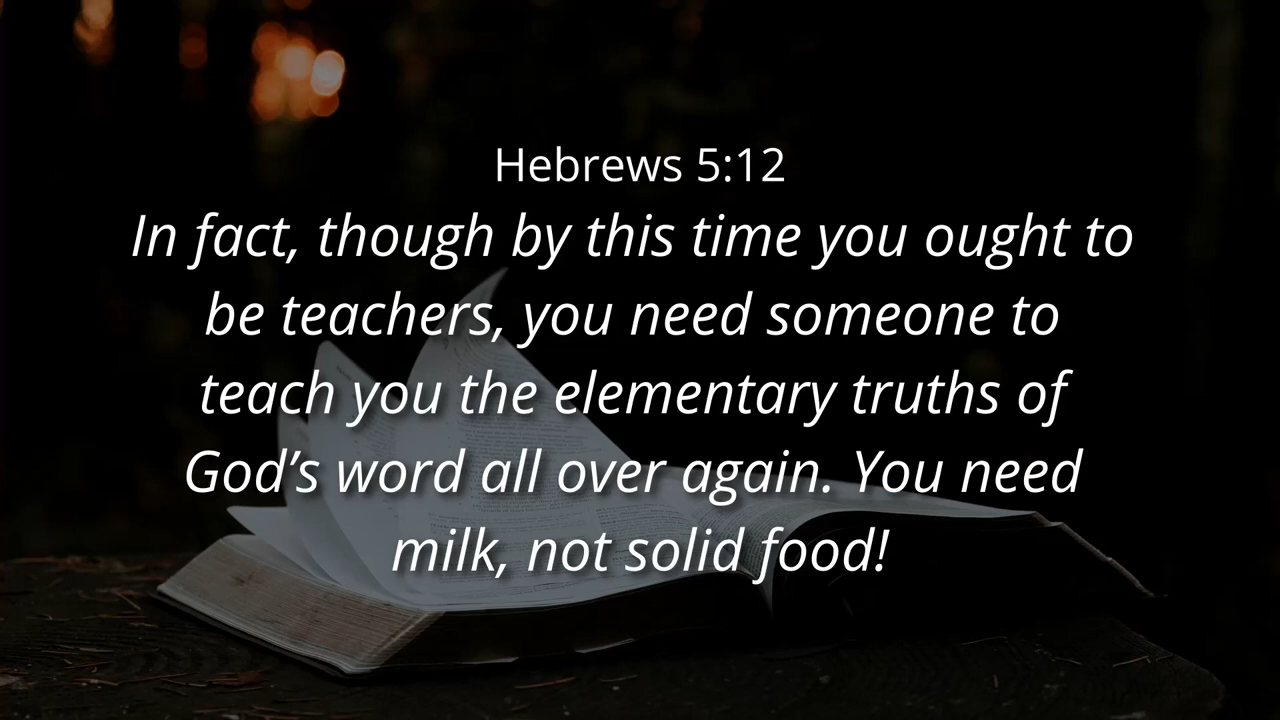 Hebrews 5:12
In fact, though by this time you ought to
be teachers, you need someone to
teach you the elementary truths of
God’s word all over again. You need
milk, not solid food!